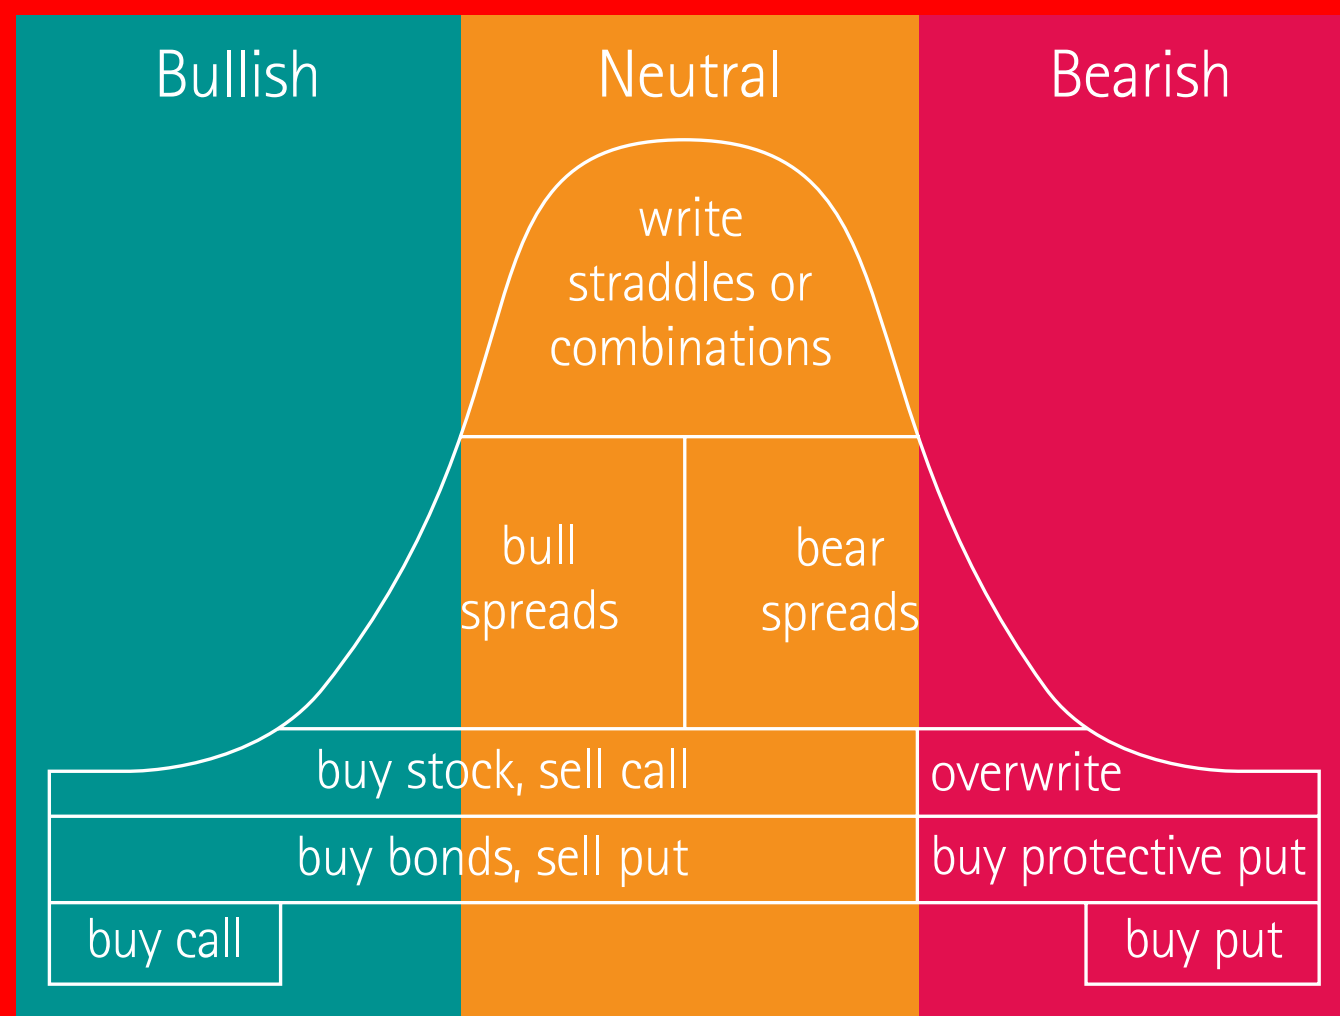 Bullish
Neutral
Bearish
write
straddles or
combinations
bull
spreads
bear
spreads
buy stock, sell call
overwrite
buy bonds, sell put
buy protective put
buy call
buy put